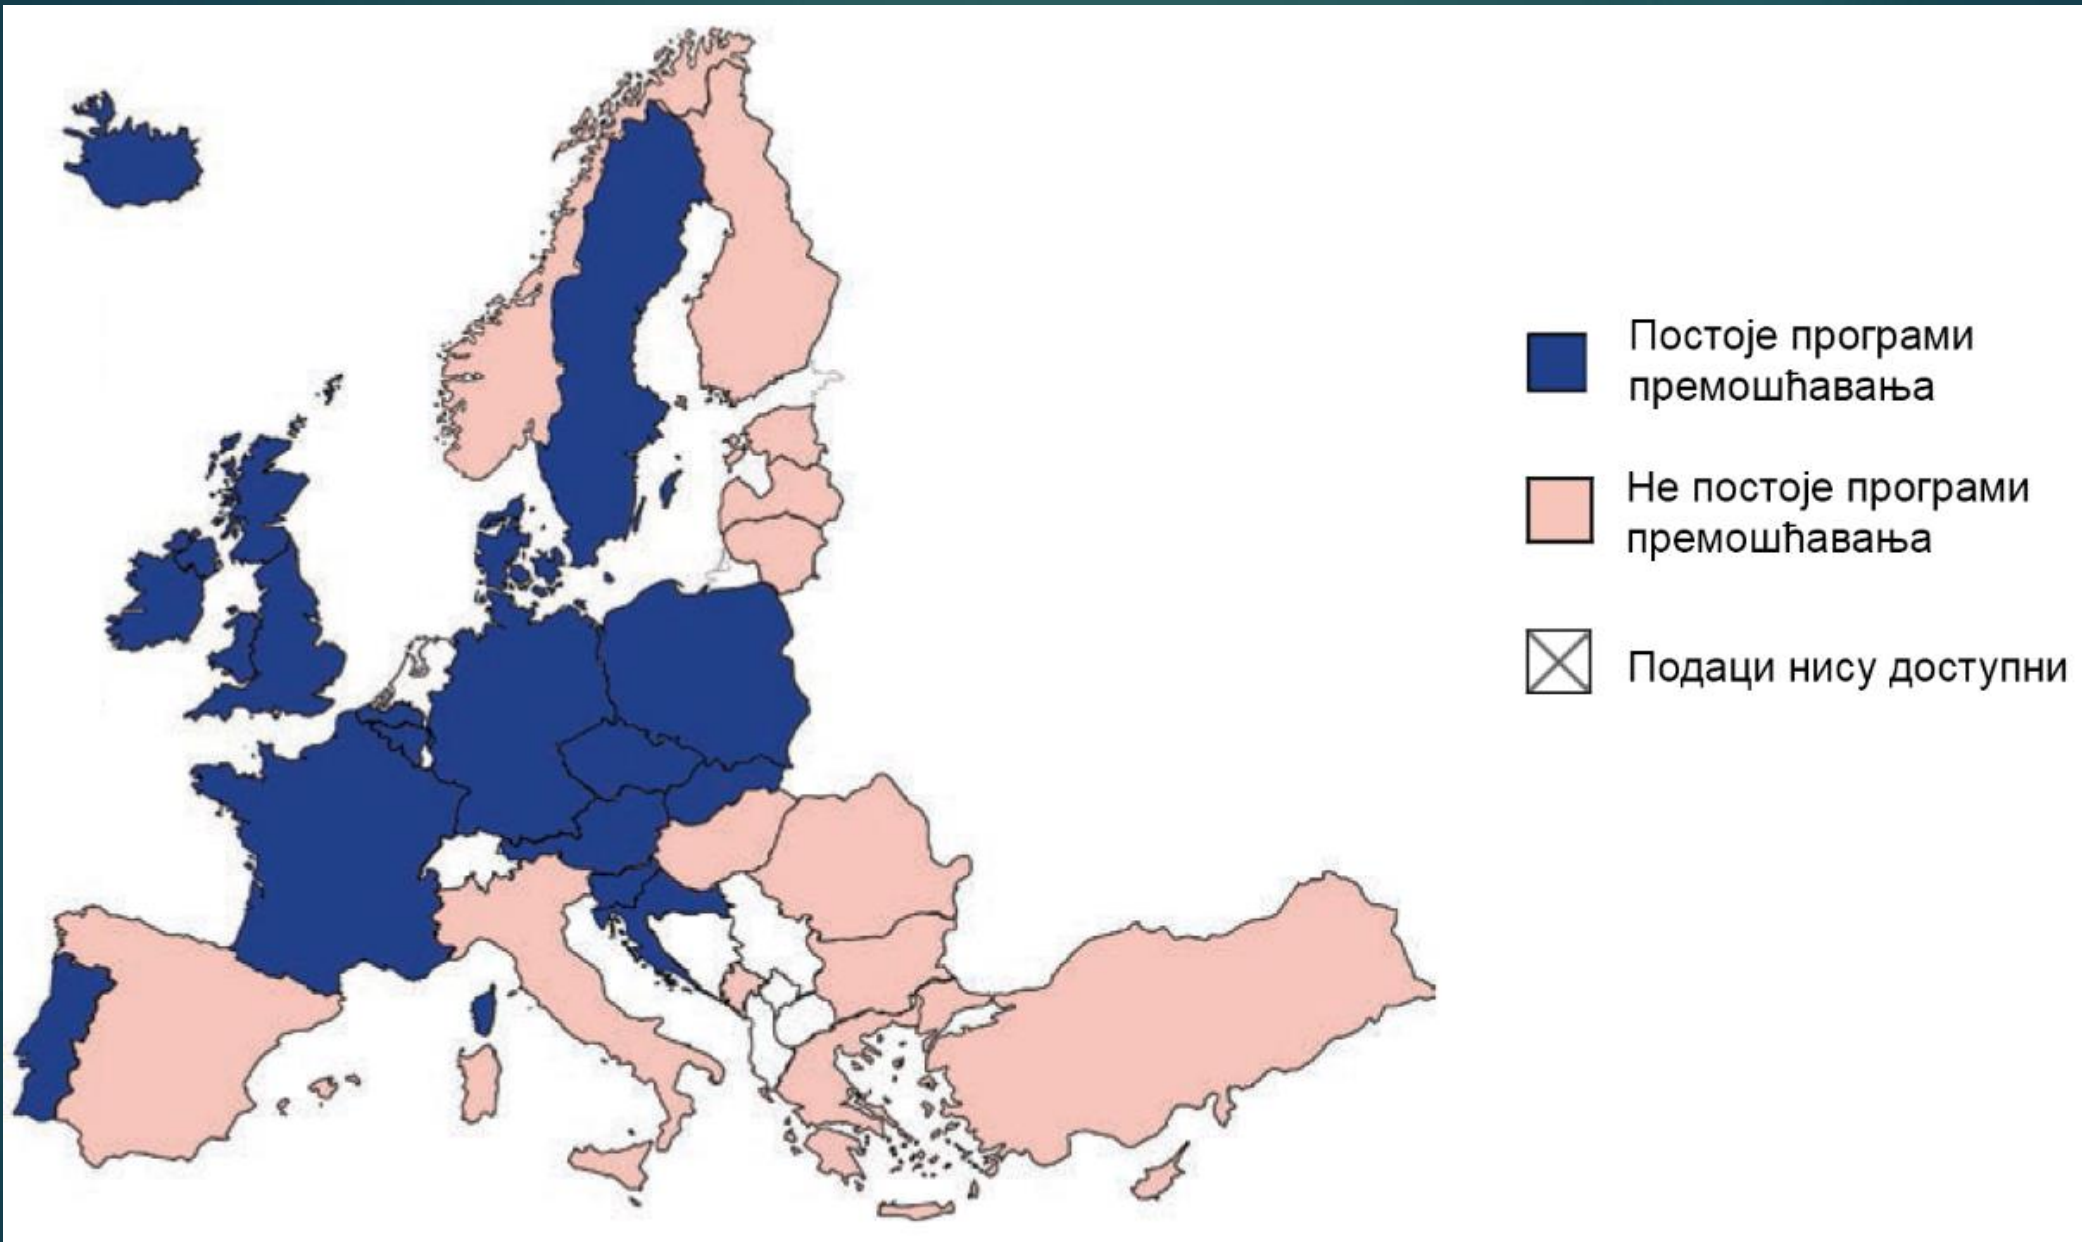 Постоје програми
премошћавања
Не постоје програми
премошћавања
Подаци нису доступни